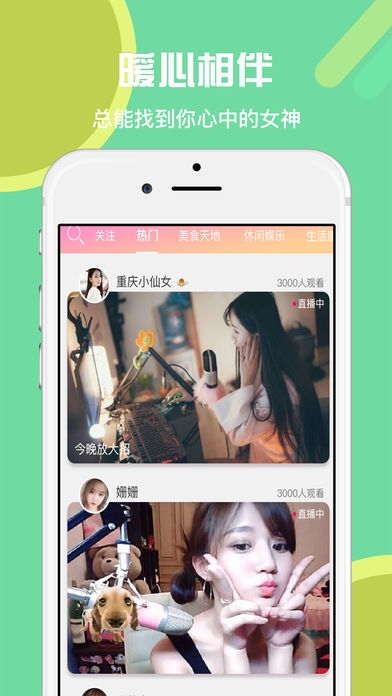 暖心相伴
总能找到你心中的女神
关注 热门 美食天地 休闲娱乐 生活服
重庆小仙女 3000人观看
直播中
今晚放大招
姗姗 3000人观看
直播中